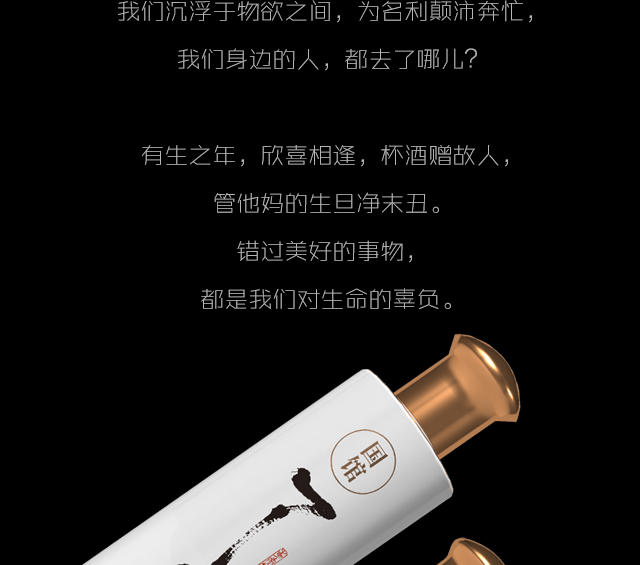 我们沉浮于物欲之间，为名利颠沛奔忙，
我们身边的人，都去了哪儿？
有生之年，欣喜相逢，杯酒赠故人，
管他妈的生旦净末丑。
错过美好的事物，
都是我们对生命的辜负。
国馆